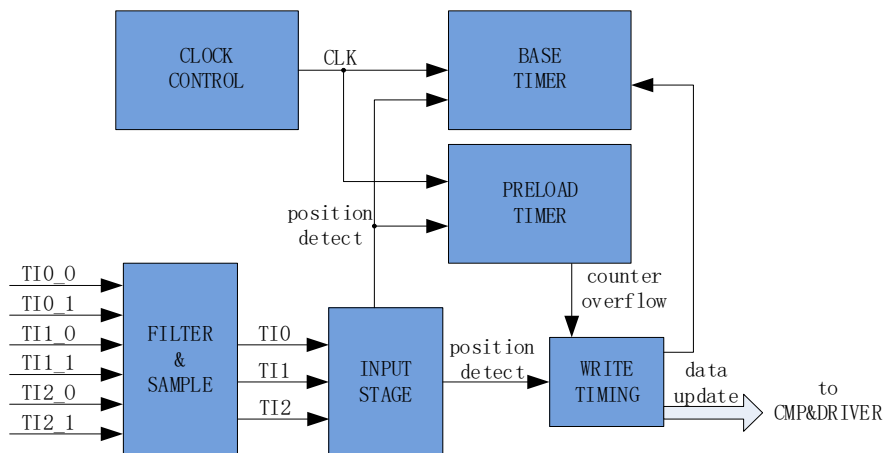 CLOCK
CONTROL
CLK
BASE
TIMER
PRELOAD
TIMER
position
detect
counter
overflow
TI0_0
TI0_1
TI1_0
TI1_1
TI2_0
TI2_1
FILTER
&
SAMPLE
TI0
TI1
TI2
INPUT
STAGE
position
detect
WRITE
TIMING
data
update
to
CMP&DRIVER